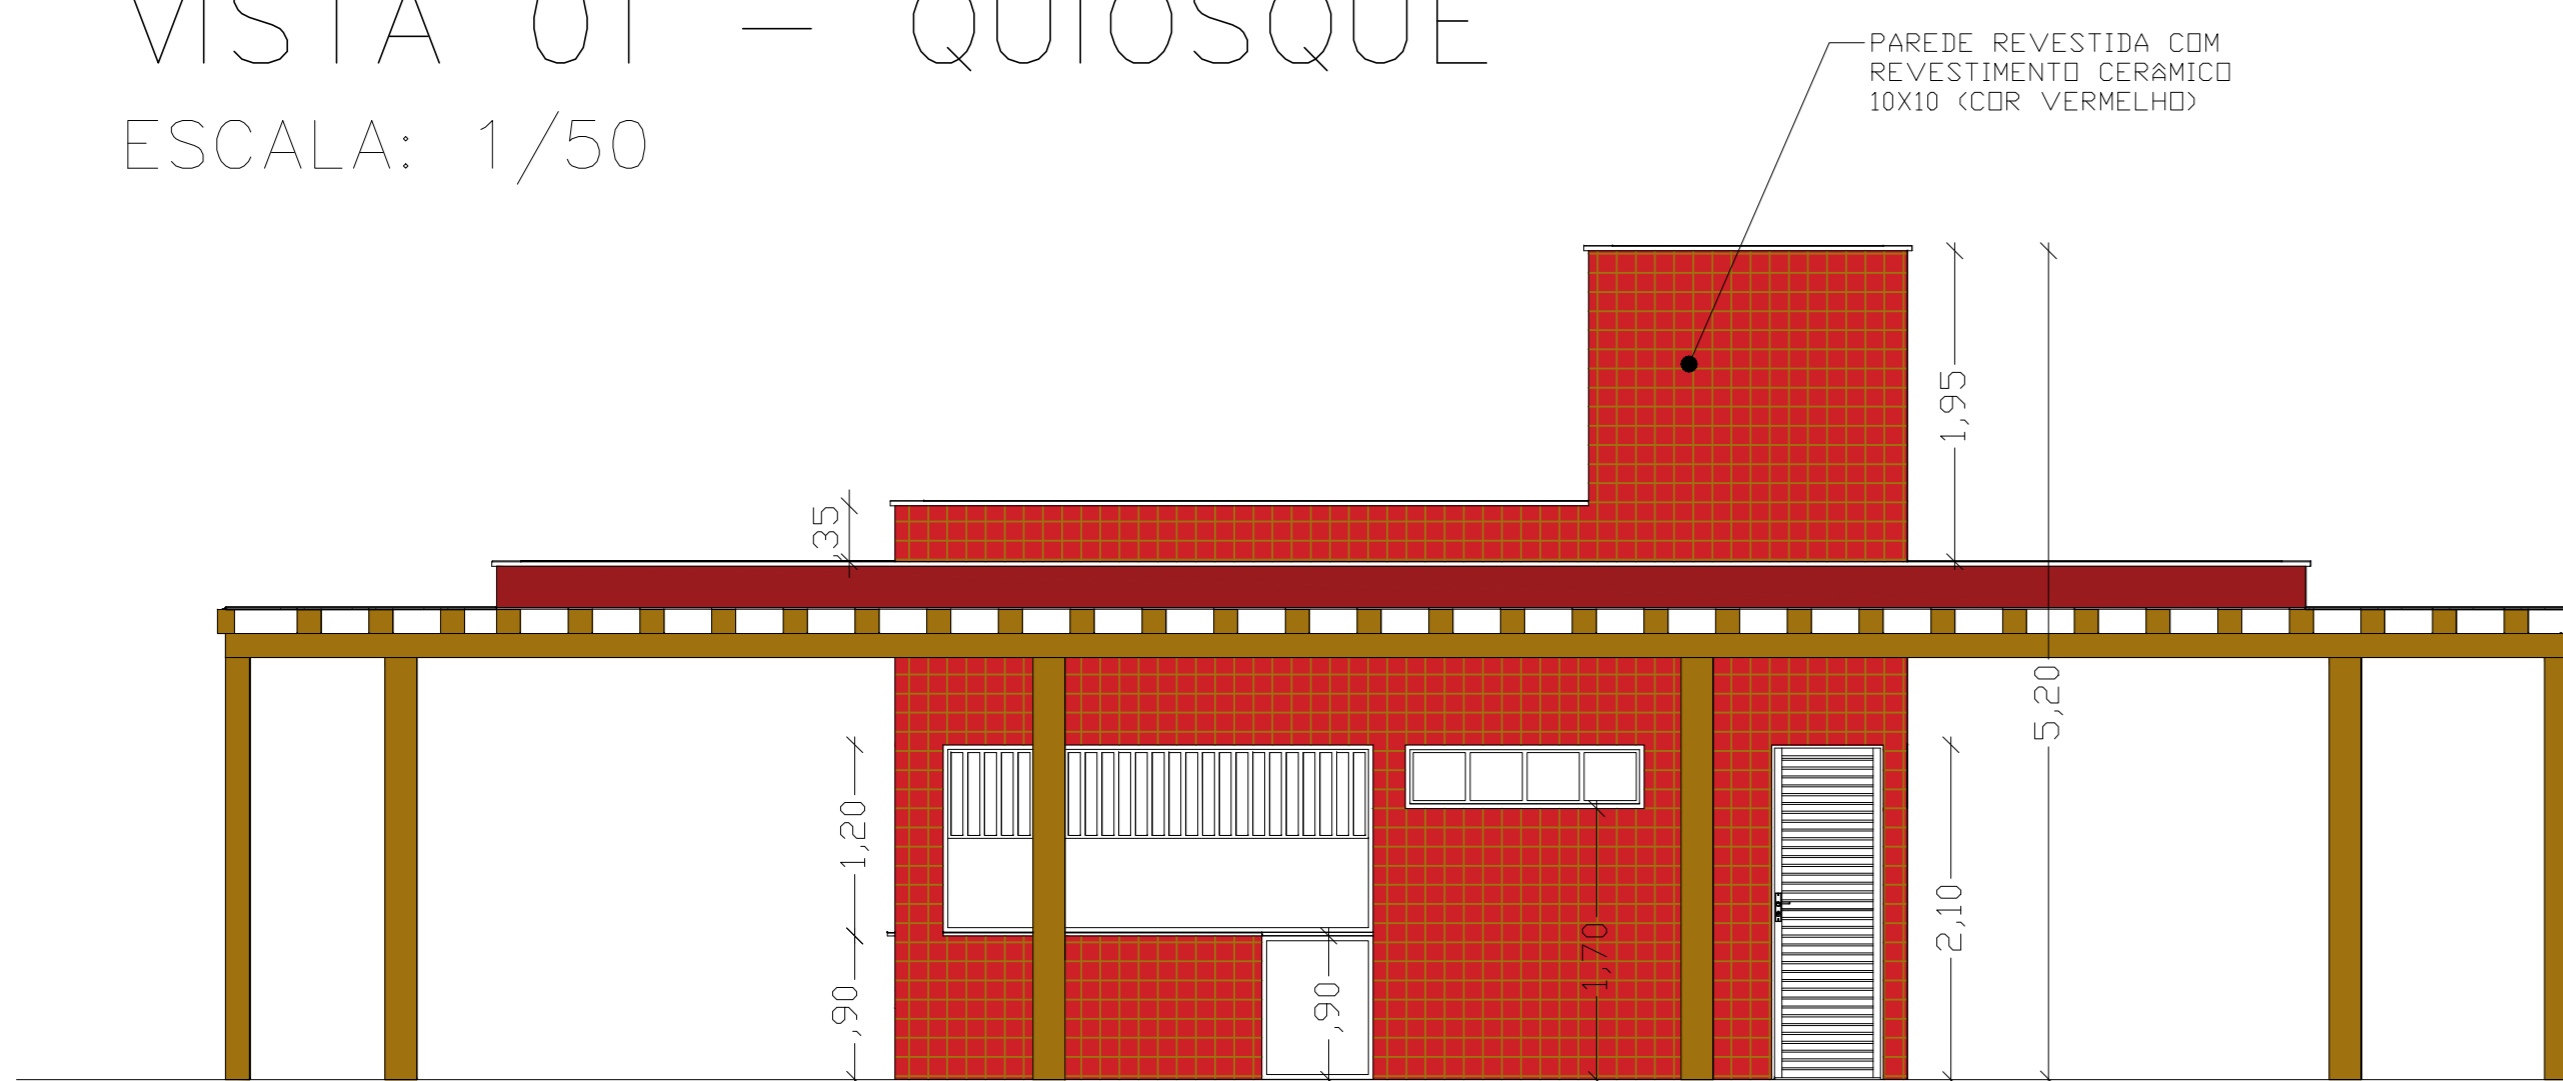 VISTA 01 - QUIOSQUE
ESCALA: 1/50
PAREDE REVESTIDA COM
REVESTIMENTO CERÂMICO
10X10 (COR VERMELHO)
1,95
,35
5,20
1,20
2,10
1,70
,90
,90